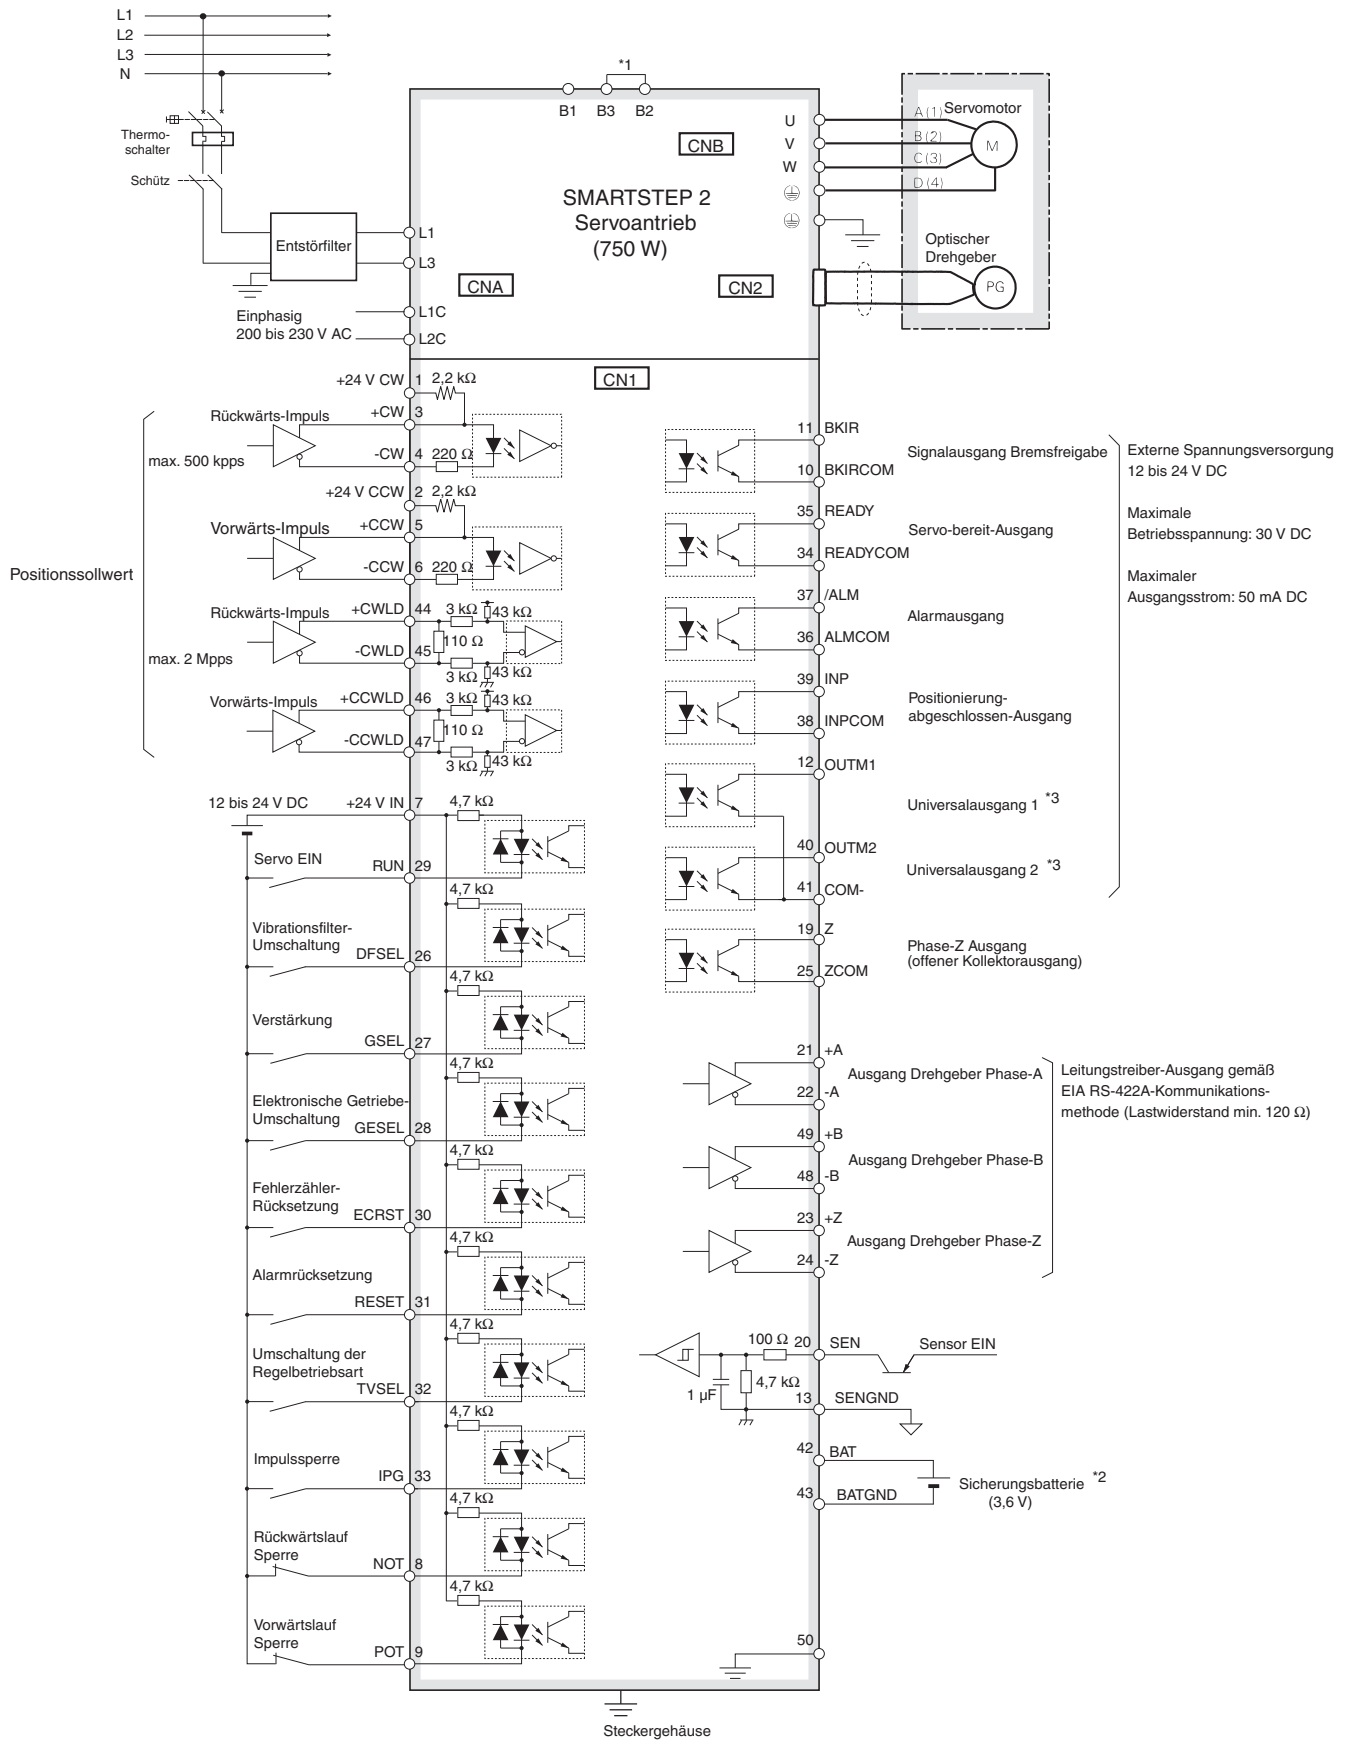 L1
L2
L3
N
Thermo-
schalter
Schütz
Entstörfilter
Einphasig
200 bis 230 V AC
*1
B1 B3 B2
CNB
SMARTSTEP 2
Servoantrieb
(750 W)
CNA
CN2
L1
L3
L1C
L2C
U
V
W
A (1)
B (2)
C (3)
D (4)
Servomotor
M
Optischer
Drehgeber
PG
CN1
Positionssollwert
max. 500 kpps
max. 2 Mpps
+24 V CW 1 2,2 kΩ
Rückwärts-Impuls
+CW 3
-CW 4 220 Ω
+24 V CCW 2 2,2 kΩ
Vorwärts-Impuls
+CCW 5
-CCW 6 220 Ω
Rückwärts-Impuls
+CWLD 44 3 kΩ 43 kΩ
110 Ω
-CWLD 45
3 kΩ 43 kΩ
Vorwärts-Impuls
+CCWLD 46 3 kΩ 43 kΩ
110 Ω
-CCWLD 47
3 kΩ 43 kΩ
12 bis 24 V DC
+24 V IN 7 4,7 kΩ
Servo EIN
RUN 29
4,7 kΩ
Vibrationsfilter-
Umschaltung
DFSEL 26
4,7 kΩ
Verstärkung
GSEL 27
4,7 kΩ
Elektronische Getriebe-
Umschaltung
GESEL 28
4,7 kΩ
Fehlerzähler-
Rücksetzung
ECRST 30
4,7 kΩ
Alarmrücksetzung
RESET 31
4,7 kΩ
Umschaltung der
Regelbetriebsart
TVSEL 32
4,7 kΩ
Impulssperre
IPG 33
4,7 kΩ
Rückwärtslauf
Sperre
NOT 8
4,7 kΩ
Vorwärtslauf
Sperre
POT 9
11 BKIR
Signalausgang Bremsfreigabe
10 BKIRCOM
35 READY
Servo-bereit-Ausgang
34 READYCOM
37 /ALM
Alarmausgang
36 ALMCOM
39 INP
Positionierung-
abgeschlossen-Ausgang
38 INPCOM
12 OUTM1
Universalausgang 1 *3
40 OUTM2
Universalausgang 2 *3
41 COM-
19 Z
Phase-Z Ausgang
(offener Kollektorausgang)
25 ZCOM
Externe Spannungsversorgung
12 bis 24 V DC
Maximale
Betriebsspannung: 30 V DC
Maximaler
Ausgangsstrom: 50 mA DC
21 +A
Ausgang Drehgeber Phase-A
22 -A
49 +B
Ausgang Drehgeber Phase-B
48 -B
23 +Z
Ausgang Drehgeber Phase-Z
24 -Z
Leitungstreiber-Ausgang gemäß
EIA RS-422A-Kommunikations-
methode (Lastwiderstand min. 120 Ω)
100 Ω 20 SEN
Sensor EIN
1 µF 4,7 kΩ
13 SENGND
42 BAT
Sicherungsbatterie *2
(3,6 V)
43 BATGND
50
Steckergehäuse